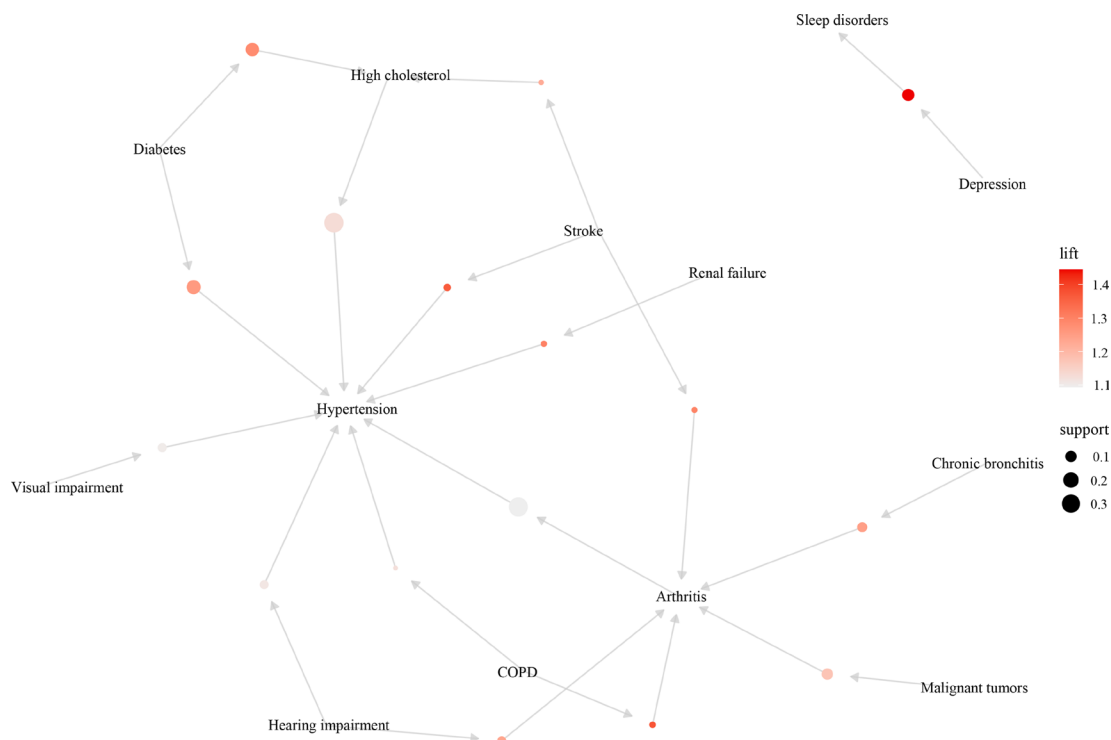 Sleep disorders
High cholesterol
Diabetes
Depression
Stroke
Renal failure
lift
1.4
1.3
1.2
1.1
Hypertension
support
0.1
0.2
0.3
Chronic bronchitis
Visual impairment
Arthritis
COPD
Malignant tumors
Hearing impairment